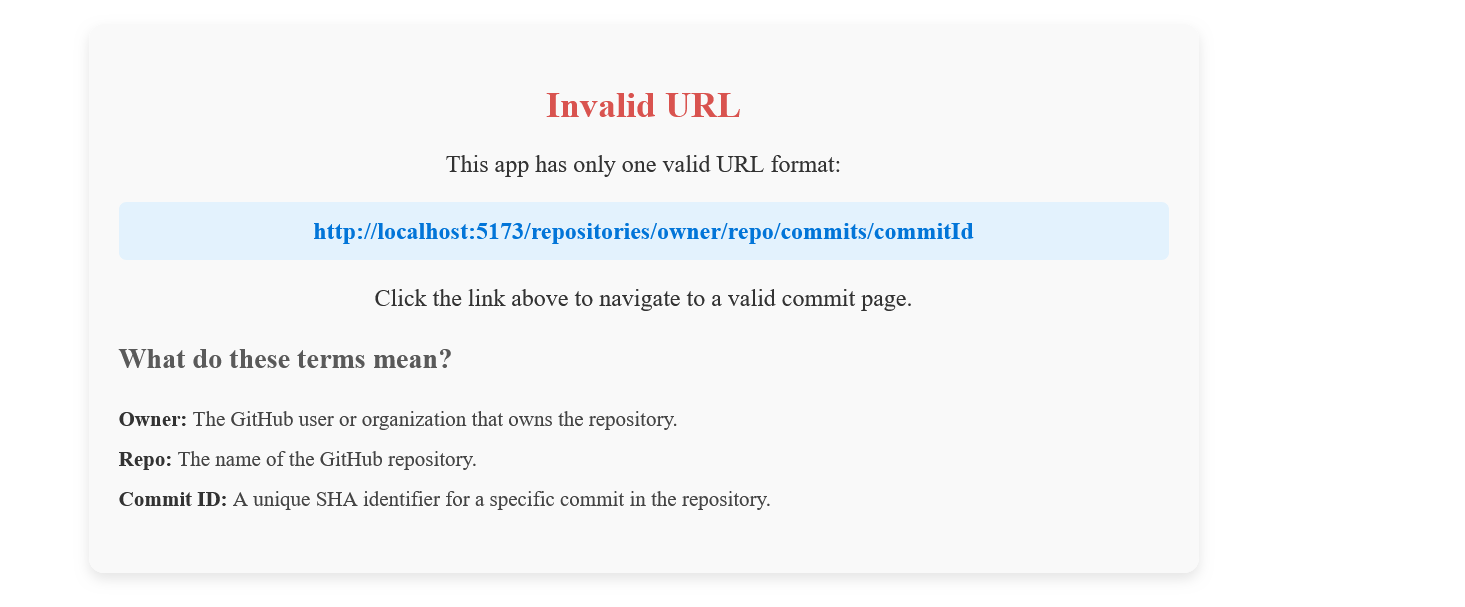 Invalid URL
This app has only one valid URL format:
http://localhost:5173/repositories/owner/repo/commits/commitId
Click the link above to navigate to a valid commit page.
What do these terms mean?
Owner: The GitHub user or organization that owns the repository.
Repo: The name of the GitHub repository.
Commit ID: A unique SHA identifier for a specific commit in the repository.